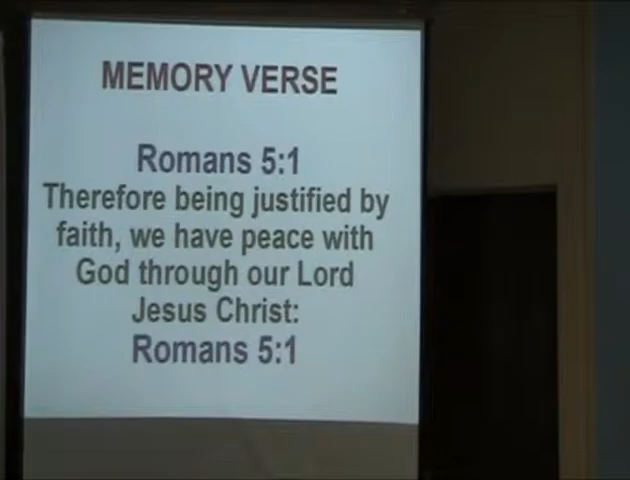 MEMORY VERSE
Romans 5:1
Therefore being justified by
faith, we have peace with
God through our Lord
Jesus Christ:
Romans 5:1